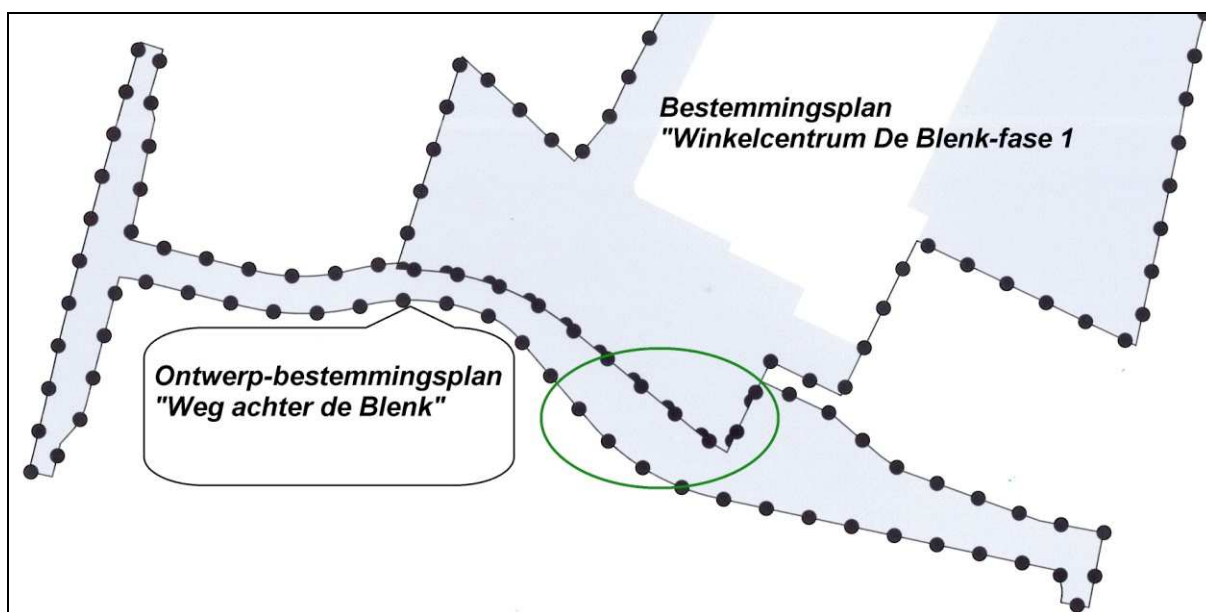 Bestemmingsplan
"Winkelcentrum De Blenk-fase 1
Ontwerp-bestemmingsplan
"Weg achter de Blenk"